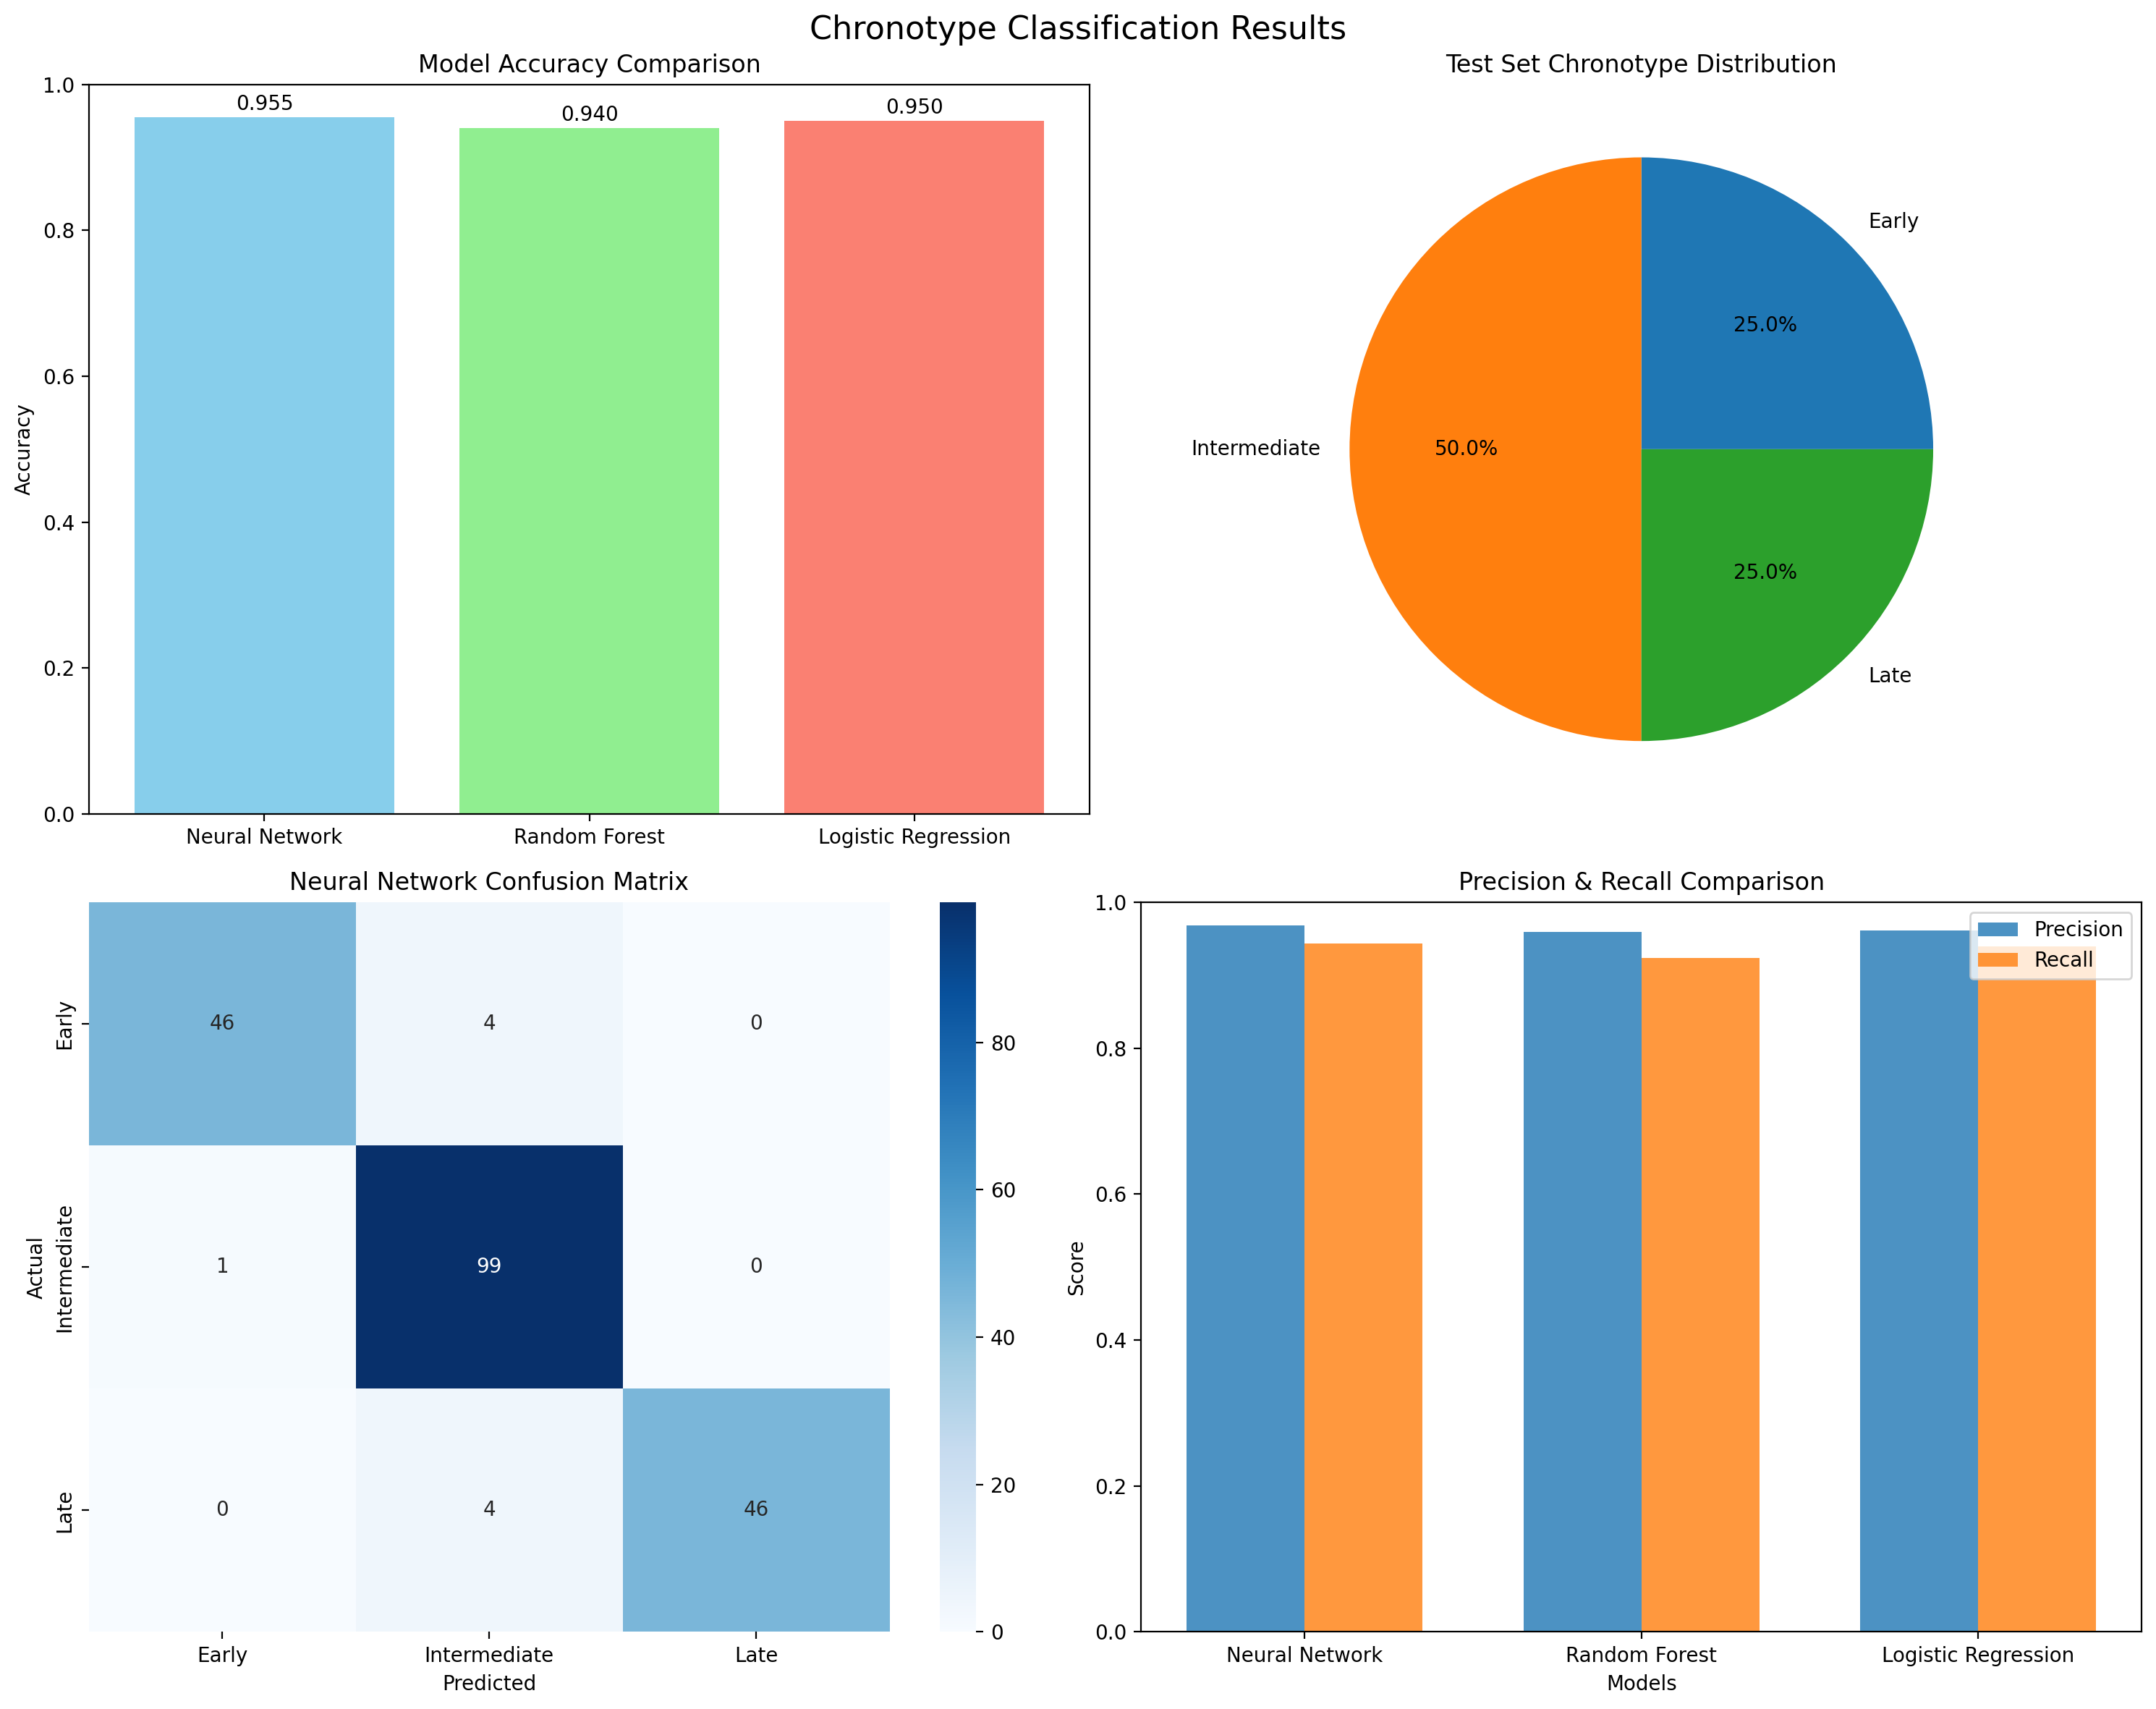 Chronotype Classification Results
Model Accuracy Comparison
Accuracy
1.0
0.8
0.6
0.4
0.2
0.0
0.955
0.940
0.950
Neural Network
Random Forest
Logistic Regression
Test Set Chronotype Distribution
Early
25.0%
Intermediate
50.0%
25.0%
Late
Neural Network Confusion Matrix
Actual
Early
46
4
0
Intermediate
1
99
0
Late
0
4
46
Early
Intermediate
Late
Predicted
80
60
40
20
0
Precision & Recall Comparison
Score
1.0
0.8
0.6
0.4
0.2
0.0
Precision
Recall
Neural Network
Random Forest
Logistic Regression
Models